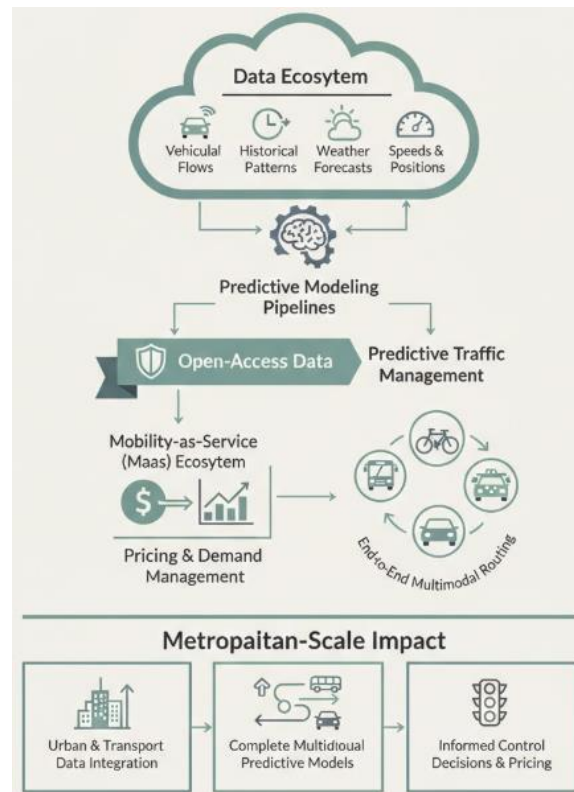 Data Ecosytem
Vehiculal
Flows
Historical
Patterns
Weather
Forecasts
Speeds &
Positions
Predictive Modeling
Pipelines
Open-Access Data
Predictive Traffic
Management
Mobility-as-Service
(Maas) Ecosytem
$
Pricing & Demand
Management
End-to-End Multimodal Routing
Metropaitan-Scale Impact
Urban & Transport
Data Integration
Complete Multidioual
Predictive Models
Informed Control
Decisions & Pricing